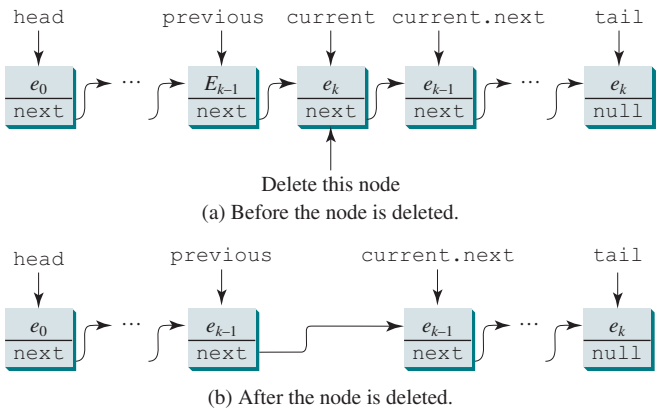 head previous current current.next tail
e0 ... Ek−1 ek ek−1 ... ek
next next next next null
Delete this node
(a) Before the node is deleted.
head previous current.next tail
e0 ... ek−1 ek−1 ... ek
next next next null
(b) After the node is deleted.